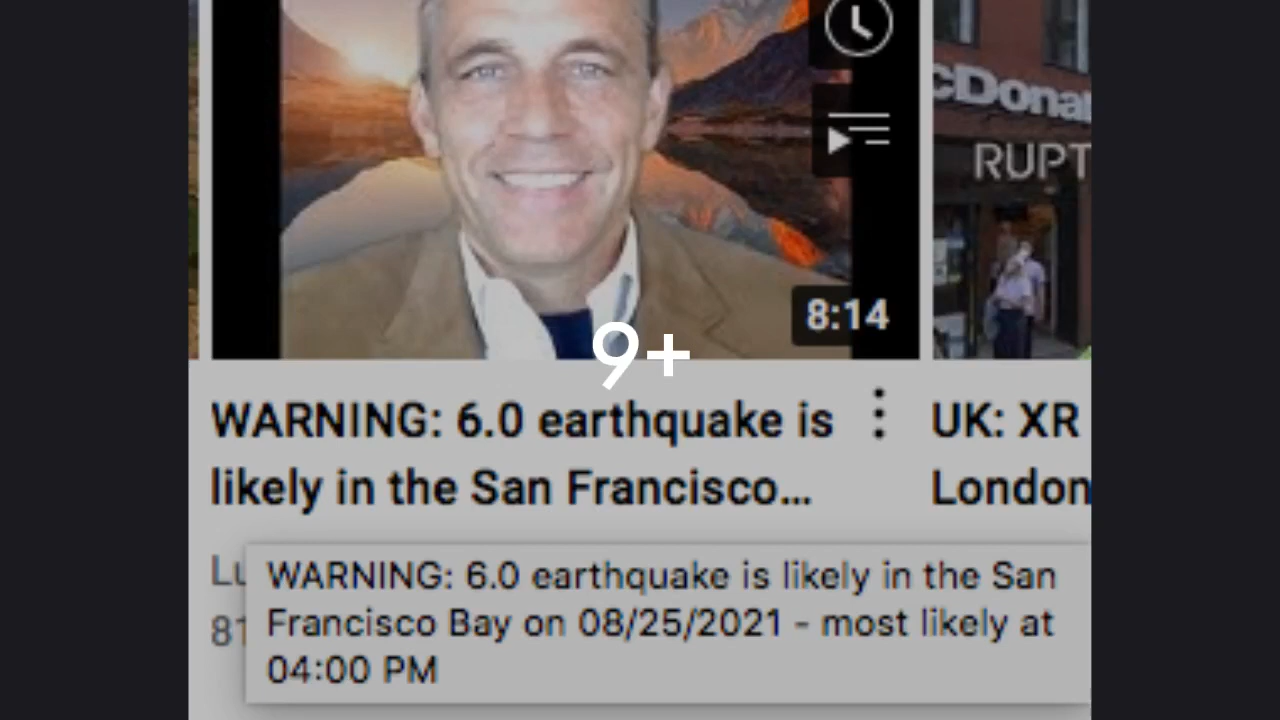 cDona
RUPT
8:14
9+
WARNING: 6.0 earthquake is
likely in the San Francisco...
UK: XR
London
WARNING: 6.0 earthquake is likely in the San
Francisco Bay on 08/25/2021 - most likely at
04:00 PM